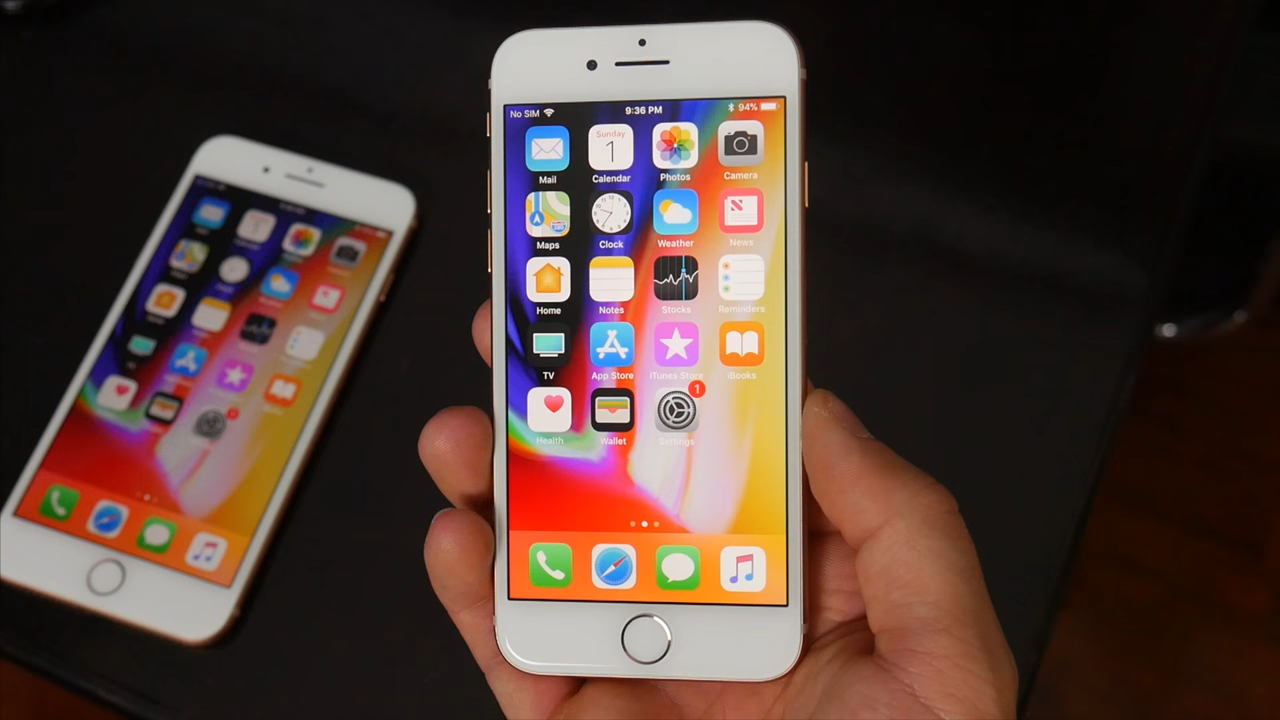 No SIM 9:36 PM 94%
Sunday
1
Mail Calendar Photos Camera
Maps Clock Weather News
Home Notes Stocks Reminders
TV App Store iTunes Store iBooks
1
Health Wallet Settings